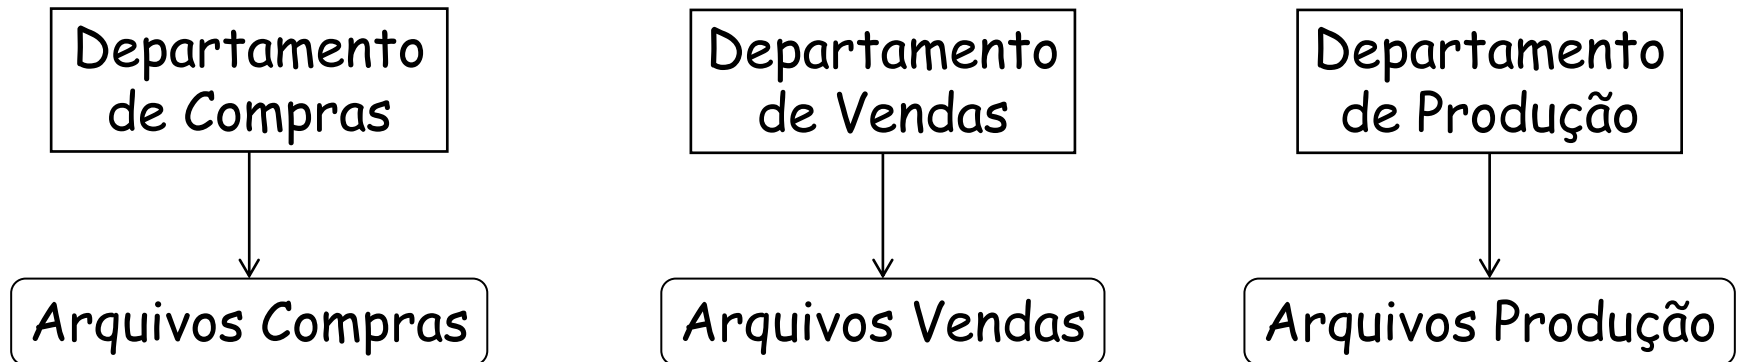 Departamento
de Compras
Departamento
de Vendas
Departamento
de Produção
Arquivos Compras
Arquivos Vendas
Arquivos Produção